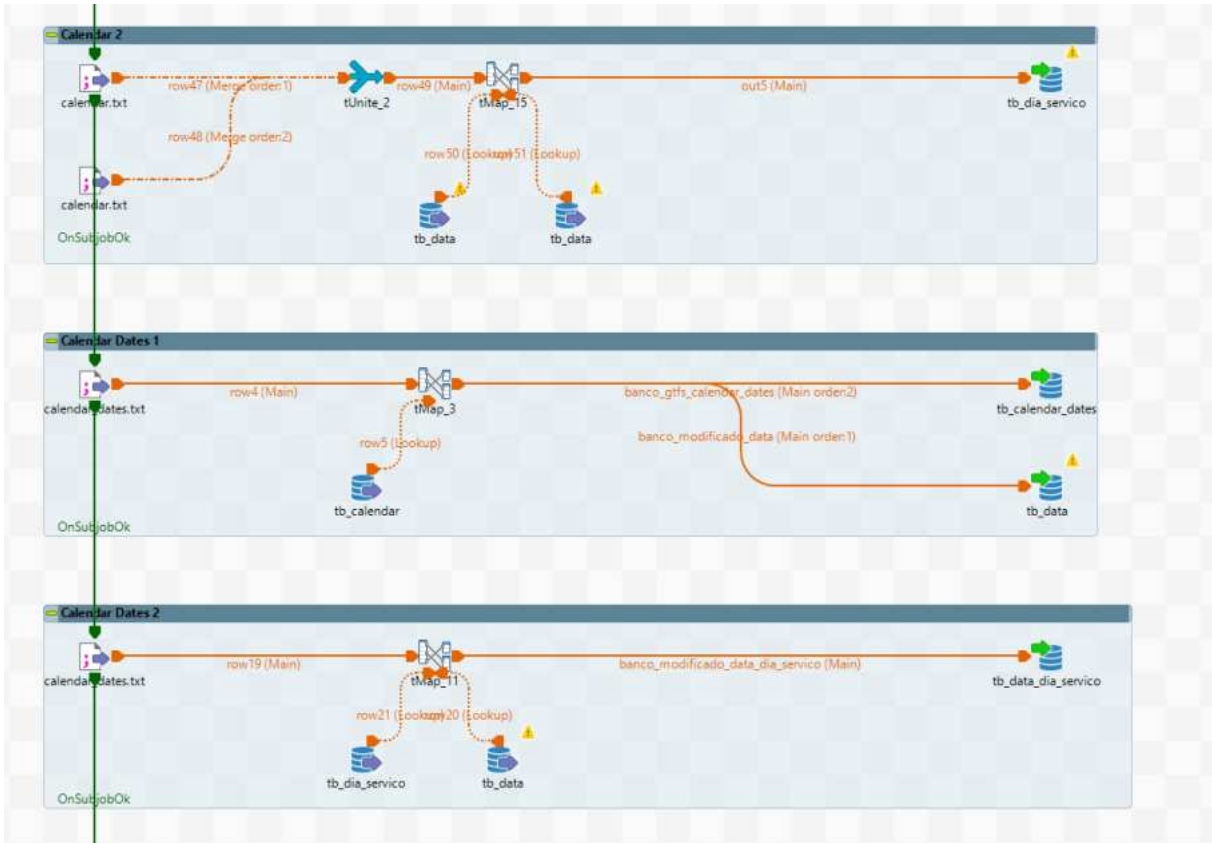 Calendar 2
row47 (Merge order:1)
row49 (Main)
out5 (Main)
calendar.txt
tUnite_2
tMap_15
tb_dia_servico
row48 (Merge order:2)
row50 (Lookup)
row51 (Lookup)
calendar.txt
OnSubjobOk
tb_data
tb_data
Calendar Dates 1
row4 (Main)
banco_gtfs_calendar_dates (Main order:2)
calendar_dates.txt
tMap_3
tb_calendar_dates
row5 (Lookup)
banco_modificado_data (Main order:1)
tb_calendar
tb_data
OnSubjobOk
Calendar Dates 2
row19 (Main)
banco_modificado_data_dia_servico (Main)
calendar_dates.txt
tMap_11
tb_data_dia_servico
row21 (Lookup)
row20 (Lookup)
tb_dia_servico
tb_data
OnSubjobOk